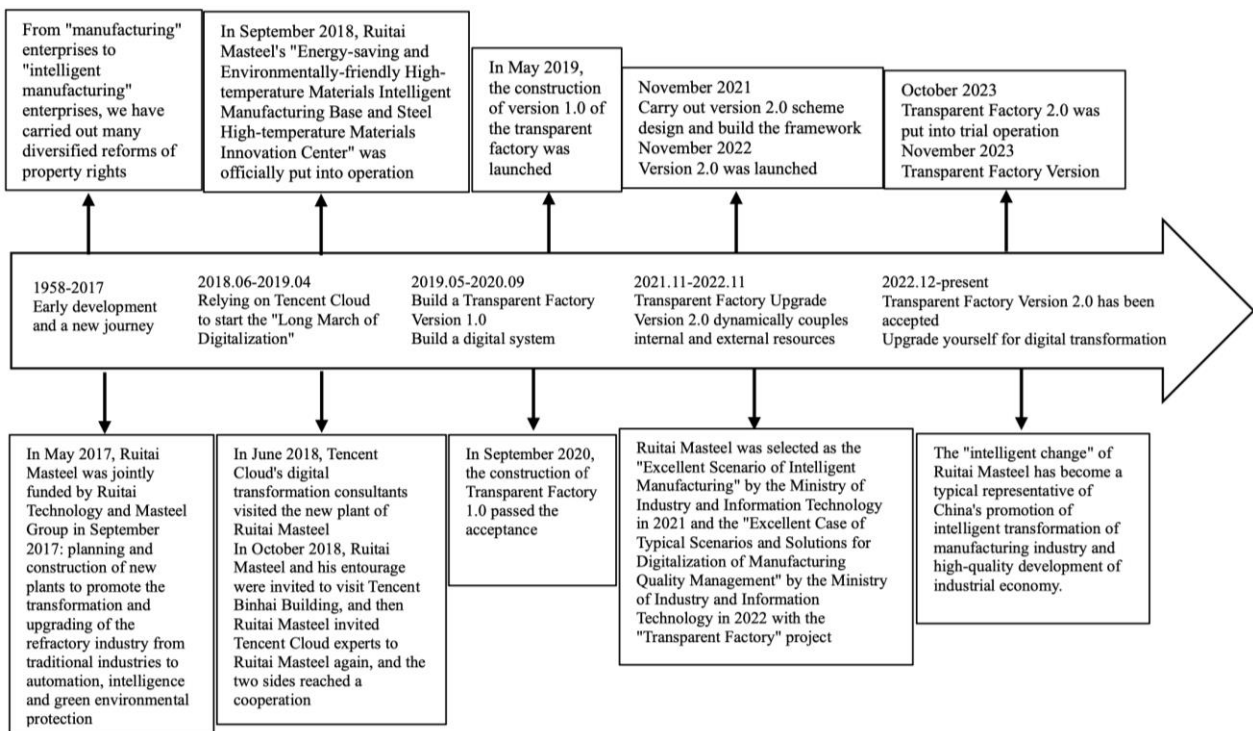 From "manufacturing"
enterprises to
"intelligent
manufacturing"
enterprises, we have
carried out many
diversified reforms of
property rights
In September 2018, Ruitai
Masteel's "Energy-saving and
Environmentally-friendly High-
temperature Materials Intelligent
Manufacturing Base and Steel
High-temperature Materials
Innovation Center" was
officially put into operation
In May 2019,
the construction
of version 1.0 of
the transparent
factory was
launched
November 2021
Carry out version 2.0 scheme
design and build the framework
November 2022
Version 2.0 was launched
October 2023
Transparent Factory 2.0 was
put into trial operation
November 2023
Transparent Factory Version
1958-2017
Early development
and a new journey
2018.06-2019.04
Relying on Tencent Cloud
to start the "Long March of
Digitalization"
2019.05-2020.09
Build a Transparent Factory
Version 1.0
Build a digital system
2021.11-2022.11
Transparent Factory Upgrade
Version 2.0 dynamically couples
internal and external resources
2022.12-present
Transparent Factory Version 2.0 has been
accepted
Upgrade yourself for digital transformation
In May 2017, Ruitai
Masteel was jointly
funded by Ruitai
Technology and Masteel
Group in September
2017: planning and
construction of new
plants to promote the
transformation and
upgrading of the
refractory industry from
traditional industries to
automation, intelligence
and green environmental
protection
In June 2018, Tencent
Cloud's digital
transformation consultants
visited the new plant of
Ruitai Masteel
In October 2018, Ruitai
Masteel and his entourage
were invited to visit Tencent
Binhai Building, and then
Ruitai Masteel invited
Tencent Cloud experts to
Ruitai Masteel again, and the
two sides reached a
cooperation
In September 2020,
the construction of
Transparent Factory
1.0 passed the
acceptance
Ruitai Masteel was selected as the
"Excellent Scenario of Intelligent
Manufacturing" by the Ministry of
Industry and Information Technology
in 2021 and the "Excellent Case of
Typical Scenarios and Solutions for
Digitalization of Manufacturing
Quality Management" by the Ministry
of Industry and Information
Technology in 2022 with the
"Transparent Factory" project
The "intelligent change" of
Ruitai Masteel has become a
typical representative of
China's promotion of
intelligent transformation of
manufacturing industry and
high-quality development of
industrial economy.